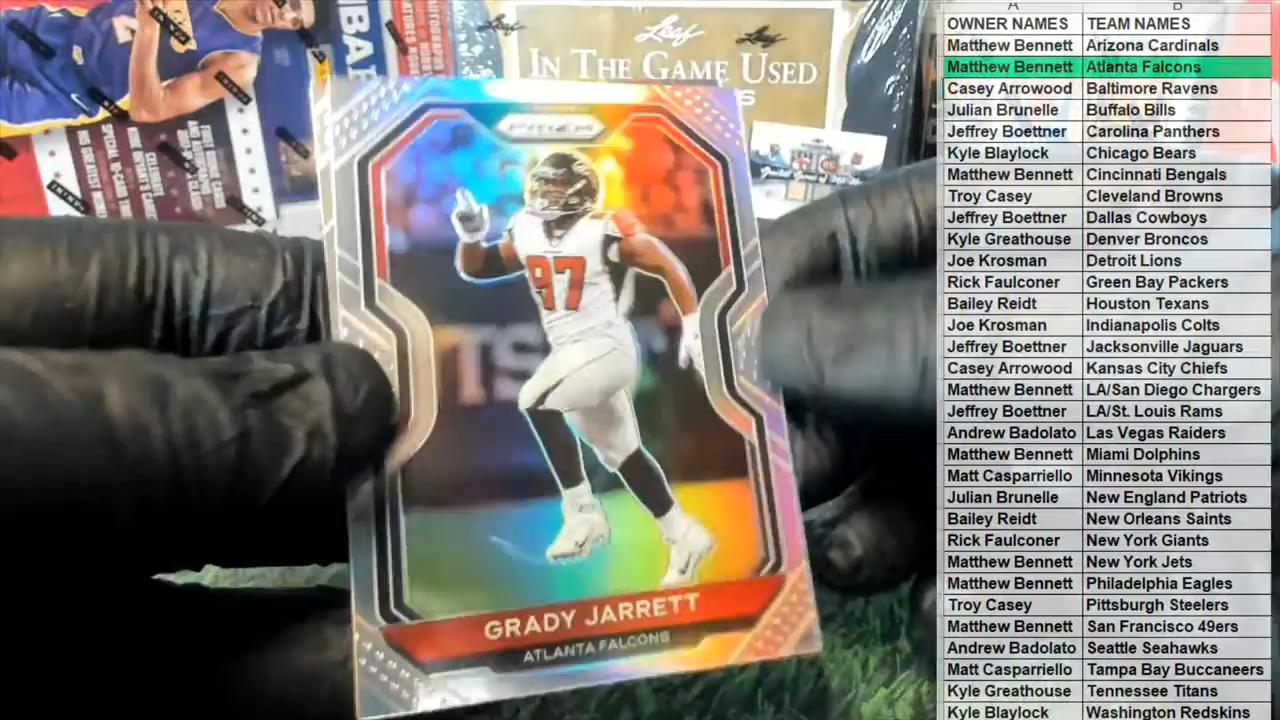 NBA
AUTOGRAPHS
Leaf
Leaf
IN THE GAME USED
PRIZM
97
GRADY JARRETT
ATLANTA FALCONS
A B
OWNER NAMES TEAM NAMES
Matthew Bennett Arizona Cardinals
Matthew Bennett Atlanta Falcons
Casey Arrowood Baltimore Ravens
Julian Brunelle Buffalo Bills
Jeffrey Boettner Carolina Panthers
Kyle Blaylock Chicago Bears
Matthew Bennett Cincinnati Bengals
Troy Casey Cleveland Browns
Jeffrey Boettner Dallas Cowboys
Kyle Greathouse Denver Broncos
Joe Krosman Detroit Lions
Rick Faulconer Green Bay Packers
Bailey Reidt Houston Texans
Joe Krosman Indianapolis Colts
Jeffrey Boettner Jacksonville Jaguars
Casey Arrowood Kansas City Chiefs
Matthew Bennett LA/San Diego Chargers
Jeffrey Boettner LA/St. Louis Rams
Andrew Badolato Las Vegas Raiders
Matthew Bennett Miami Dolphins
Matt Casparriello Minnesota Vikings
Julian Brunelle New England Patriots
Bailey Reidt New Orleans Saints
Rick Faulconer New York Giants
Matthew Bennett New York Jets
Matthew Bennett Philadelphia Eagles
Troy Casey Pittsburgh Steelers
Matthew Bennett San Francisco 49ers
Andrew Badolato Seattle Seahawks
Matt Casparriello Tampa Bay Buccaneers
Kyle Greathouse Tennessee Titans
Kyle Blaylock Washington Redskins